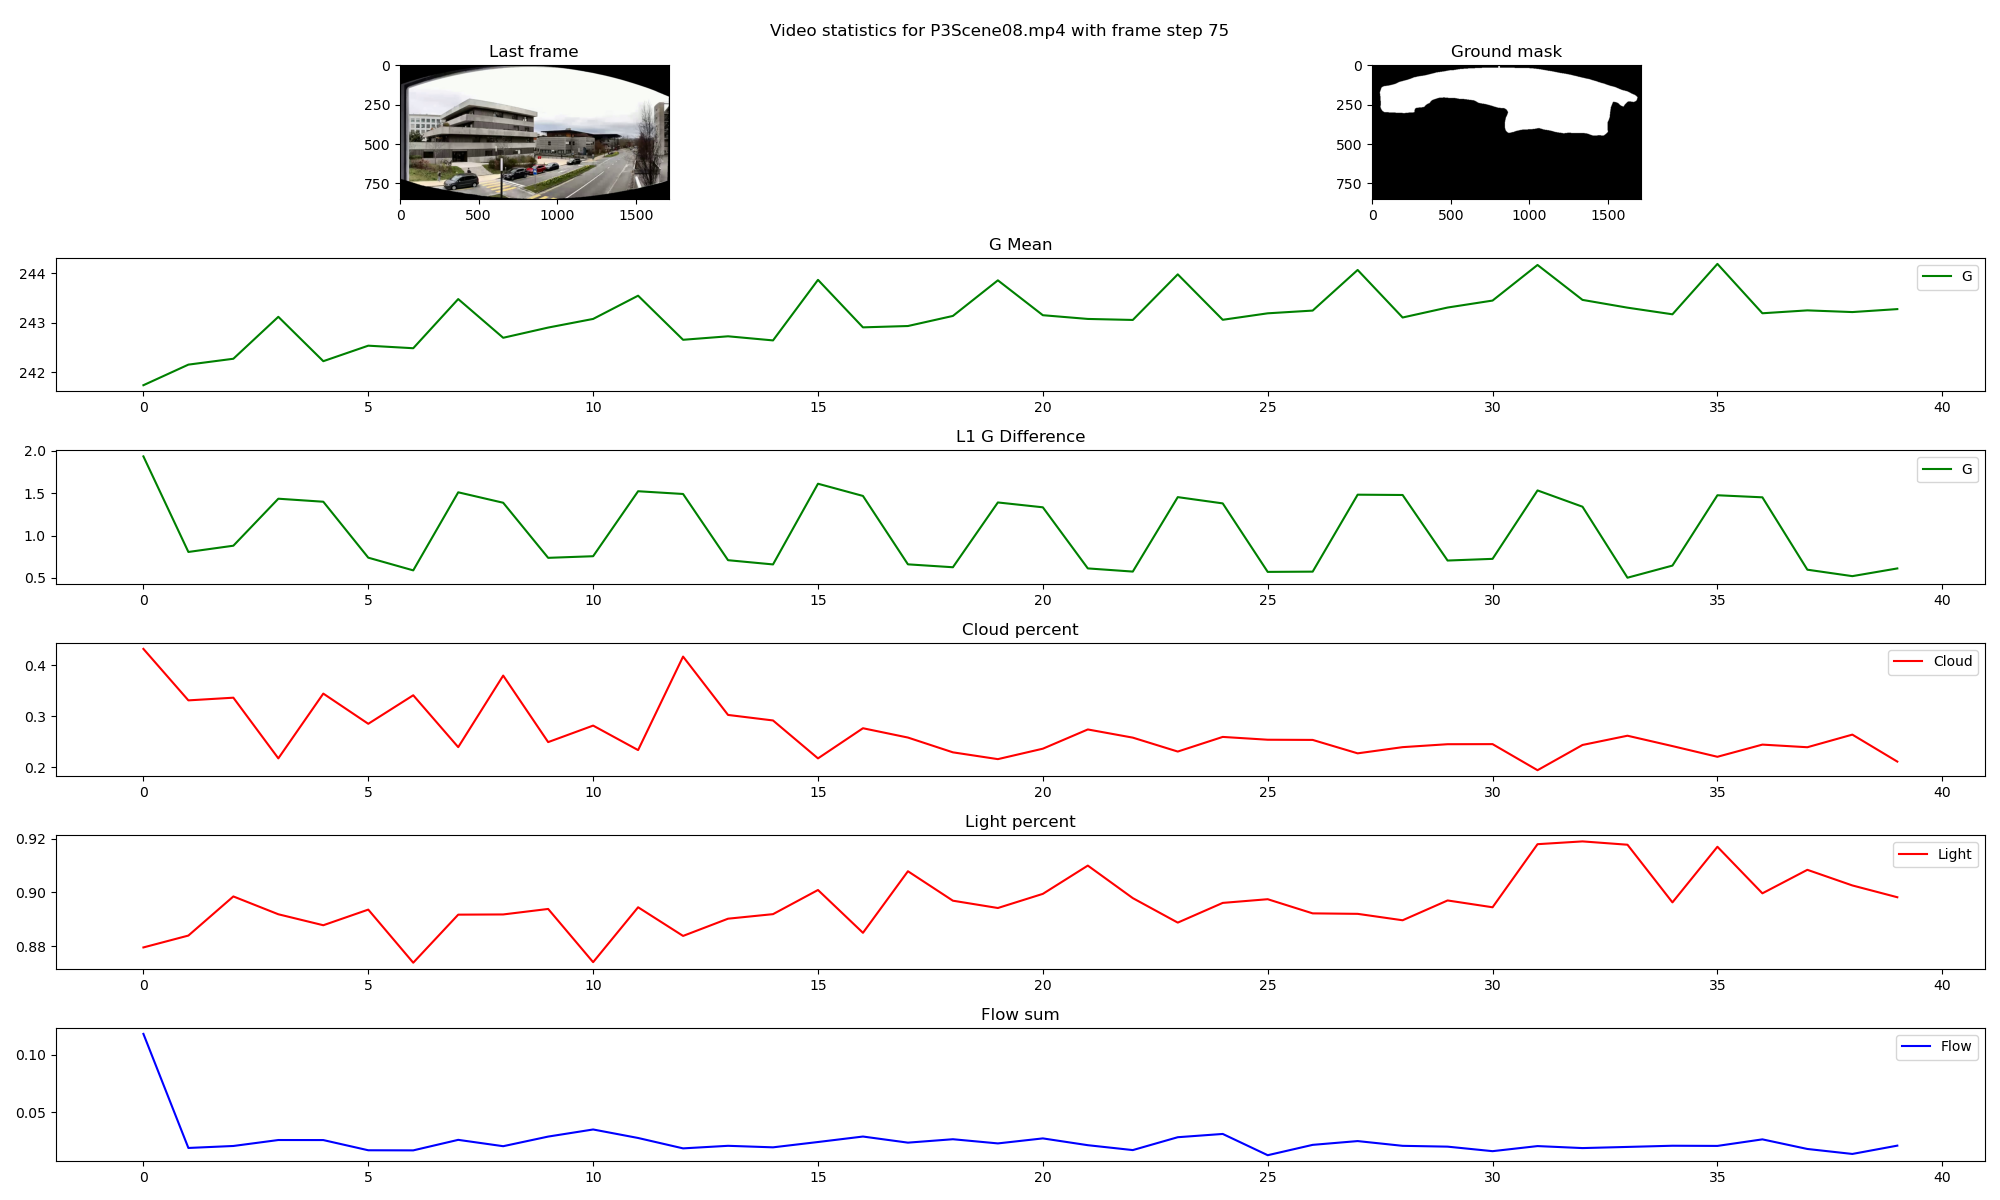 Video statistics for P3Scene08.mp4 with frame step 75
Last frame
0
250
500
750
0 500 1000 1500
Ground mask
0
250
500
750
0 500 1000 1500
G Mean
244
243
242
G
0 5 10 15 20 25 30 35 40
L1 G Difference
2.0
1.5
1.0
0.5
G
0 5 10 15 20 25 30 35 40
Cloud percent
0.4
0.3
0.2
Cloud
0 5 10 15 20 25 30 35 40
Light percent
0.92
0.90
0.88
Light
0 5 10 15 20 25 30 35 40
Flow sum
0.10
0.05
Flow
0 5 10 15 20 25 30 35 40